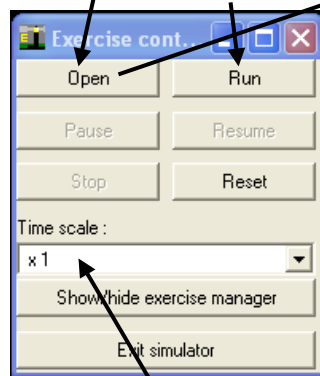 Exercise cont...
Open Run
Pause Resume
Stop Reset
Time scale :
x 1
Show/hide exercise manager
Exit simulator